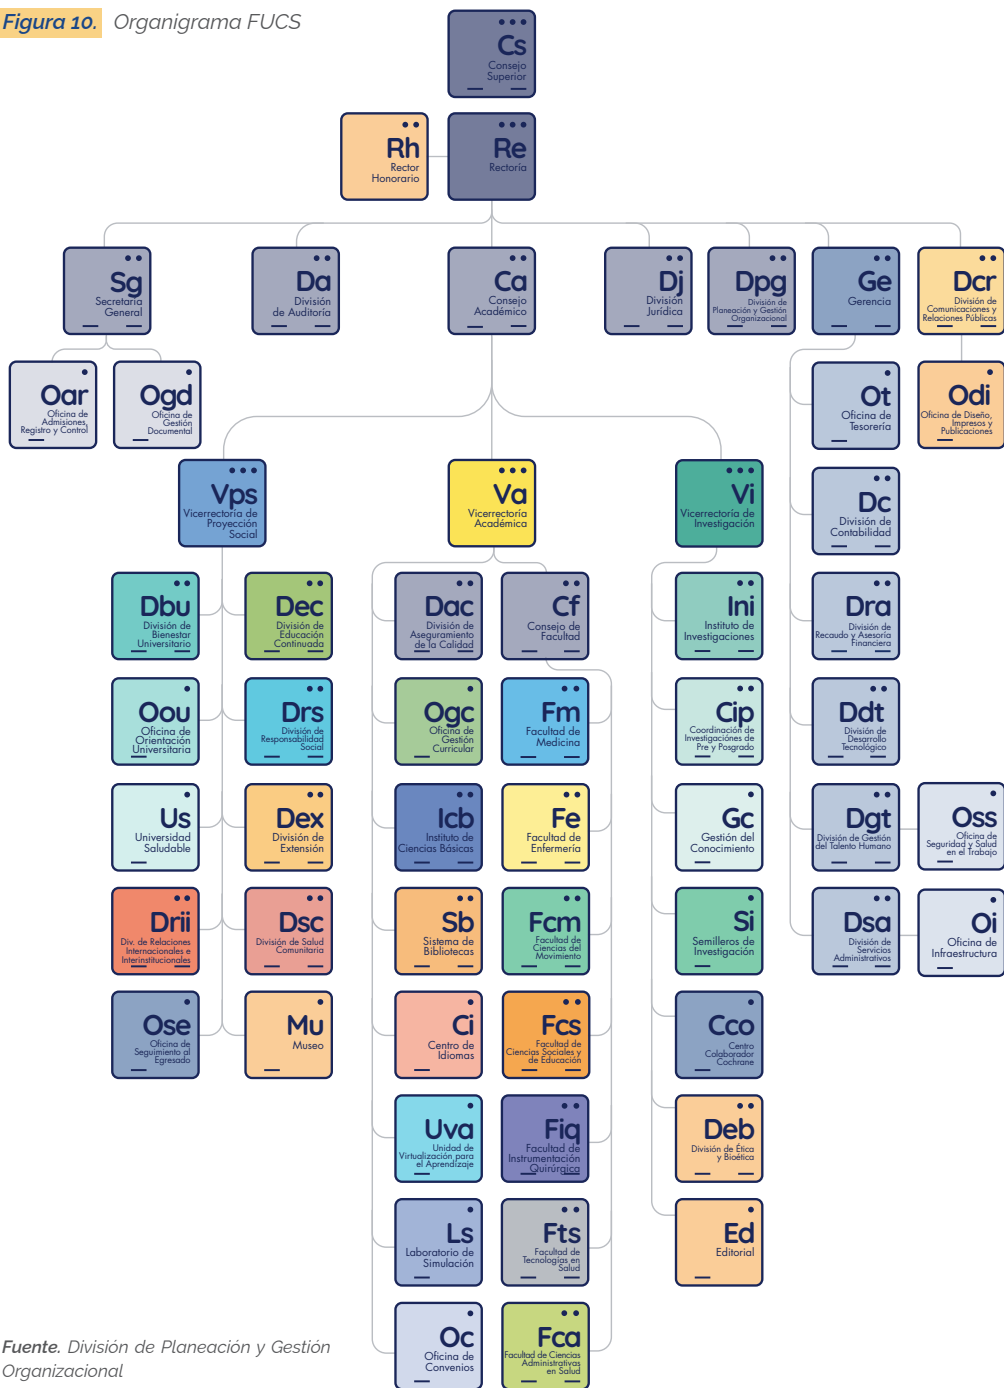 Figura 10. Organigrama FUCS
Cs
Consejo
Superior
Rh
Rector
Honorario
Re
Rectoría
Sg
Secretaria
General
Da
División
de Auditoría
Ca
Consejo
Académico
Dj
División
Jurídica
Dpg
División de
Planeación y Gestión
Organizacional
Ge
Gerencia
Dcr
División de
Comunicaciones y
Relaciones Públicas
Oar
Oficina de
Admisiones,
Registro y Control
Ogd
Oficina de
Gestión
Documental
Ot
Oficina de
Tesorería
Odi
Oficina de Diseño,
Impresos y
Publicaciones
Vps
Vicerrectoría de
Proyección
Social
Va
Vicerrectoría
Académica
Vi
Vicerrectoría de
Investigación
Dc
División de
Contabilidad
Dbu
División de
Bienestar
Universitario
Dec
División de
Educación
Continuada
Dac
División de
Aseguramiento
de la Calidad
Cf
Consejo de
Facultad
Ini
Instituto de
Investigaciones
Dra
División de
Recaudo y Asesoría
Financiera
Oou
Oficina de
Orientación
Universitaria
Drs
División de
Responsabilidad
Social
Ogc
Oficina de
Gestión
Curricular
Fm
Facultad de
Medicina
Cip
Coordinación de
Investigaciónes de
Pre y Posgrado
Ddt
División de
Desarrollo
Tecnológico
Us
Universidad
Saludable
Dex
División de
Extensión
Icb
Instituto de
Ciencias Básicas
Fe
Facultad de
Enfermería
Gc
Gestión del
Conocimiento
Dgt
División de Gestión
del Talento Humano
Oss
Oficina de
Seguridad y Salud
en el Trabajo
Drii
Div. de Relaciones
Internacionales e
Interinstitucionales
Dsc
División de Salud
Comunitaria
Sb
Sistema de
Bibliotecas
Fcm
Facultad de
Ciencias del
Movimiento
Si
Semilleros de
Investigación
Dsa
División de
Servicios
Administrativos
Oi
Oficina de
Infraestructura
Ose
Oficina de
Seguimiento al
Egresado
Mu
Museo
Ci
Centro de
Idiomas
Fcs
Facultad de
Ciencias Sociales y
de Educación
Cco
Centro
Colaborador
Cochrane
Uva
Unidad de
Virtualización para
el Aprendizaje
Fiq
Facultad de
Instrumentación
Quirúrgica
Deb
División de Ética
y Bioética
Ls
Laboratorio de
Simulación
Fts
Facultad de
Tecnologías en
Salud
Ed
Editorial
Oc
Oficina de
Convenios
Fca
Facultad de Ciencias
Administrativas
en Salud
Fuente. División de Planeación y Gestión
Organizacional